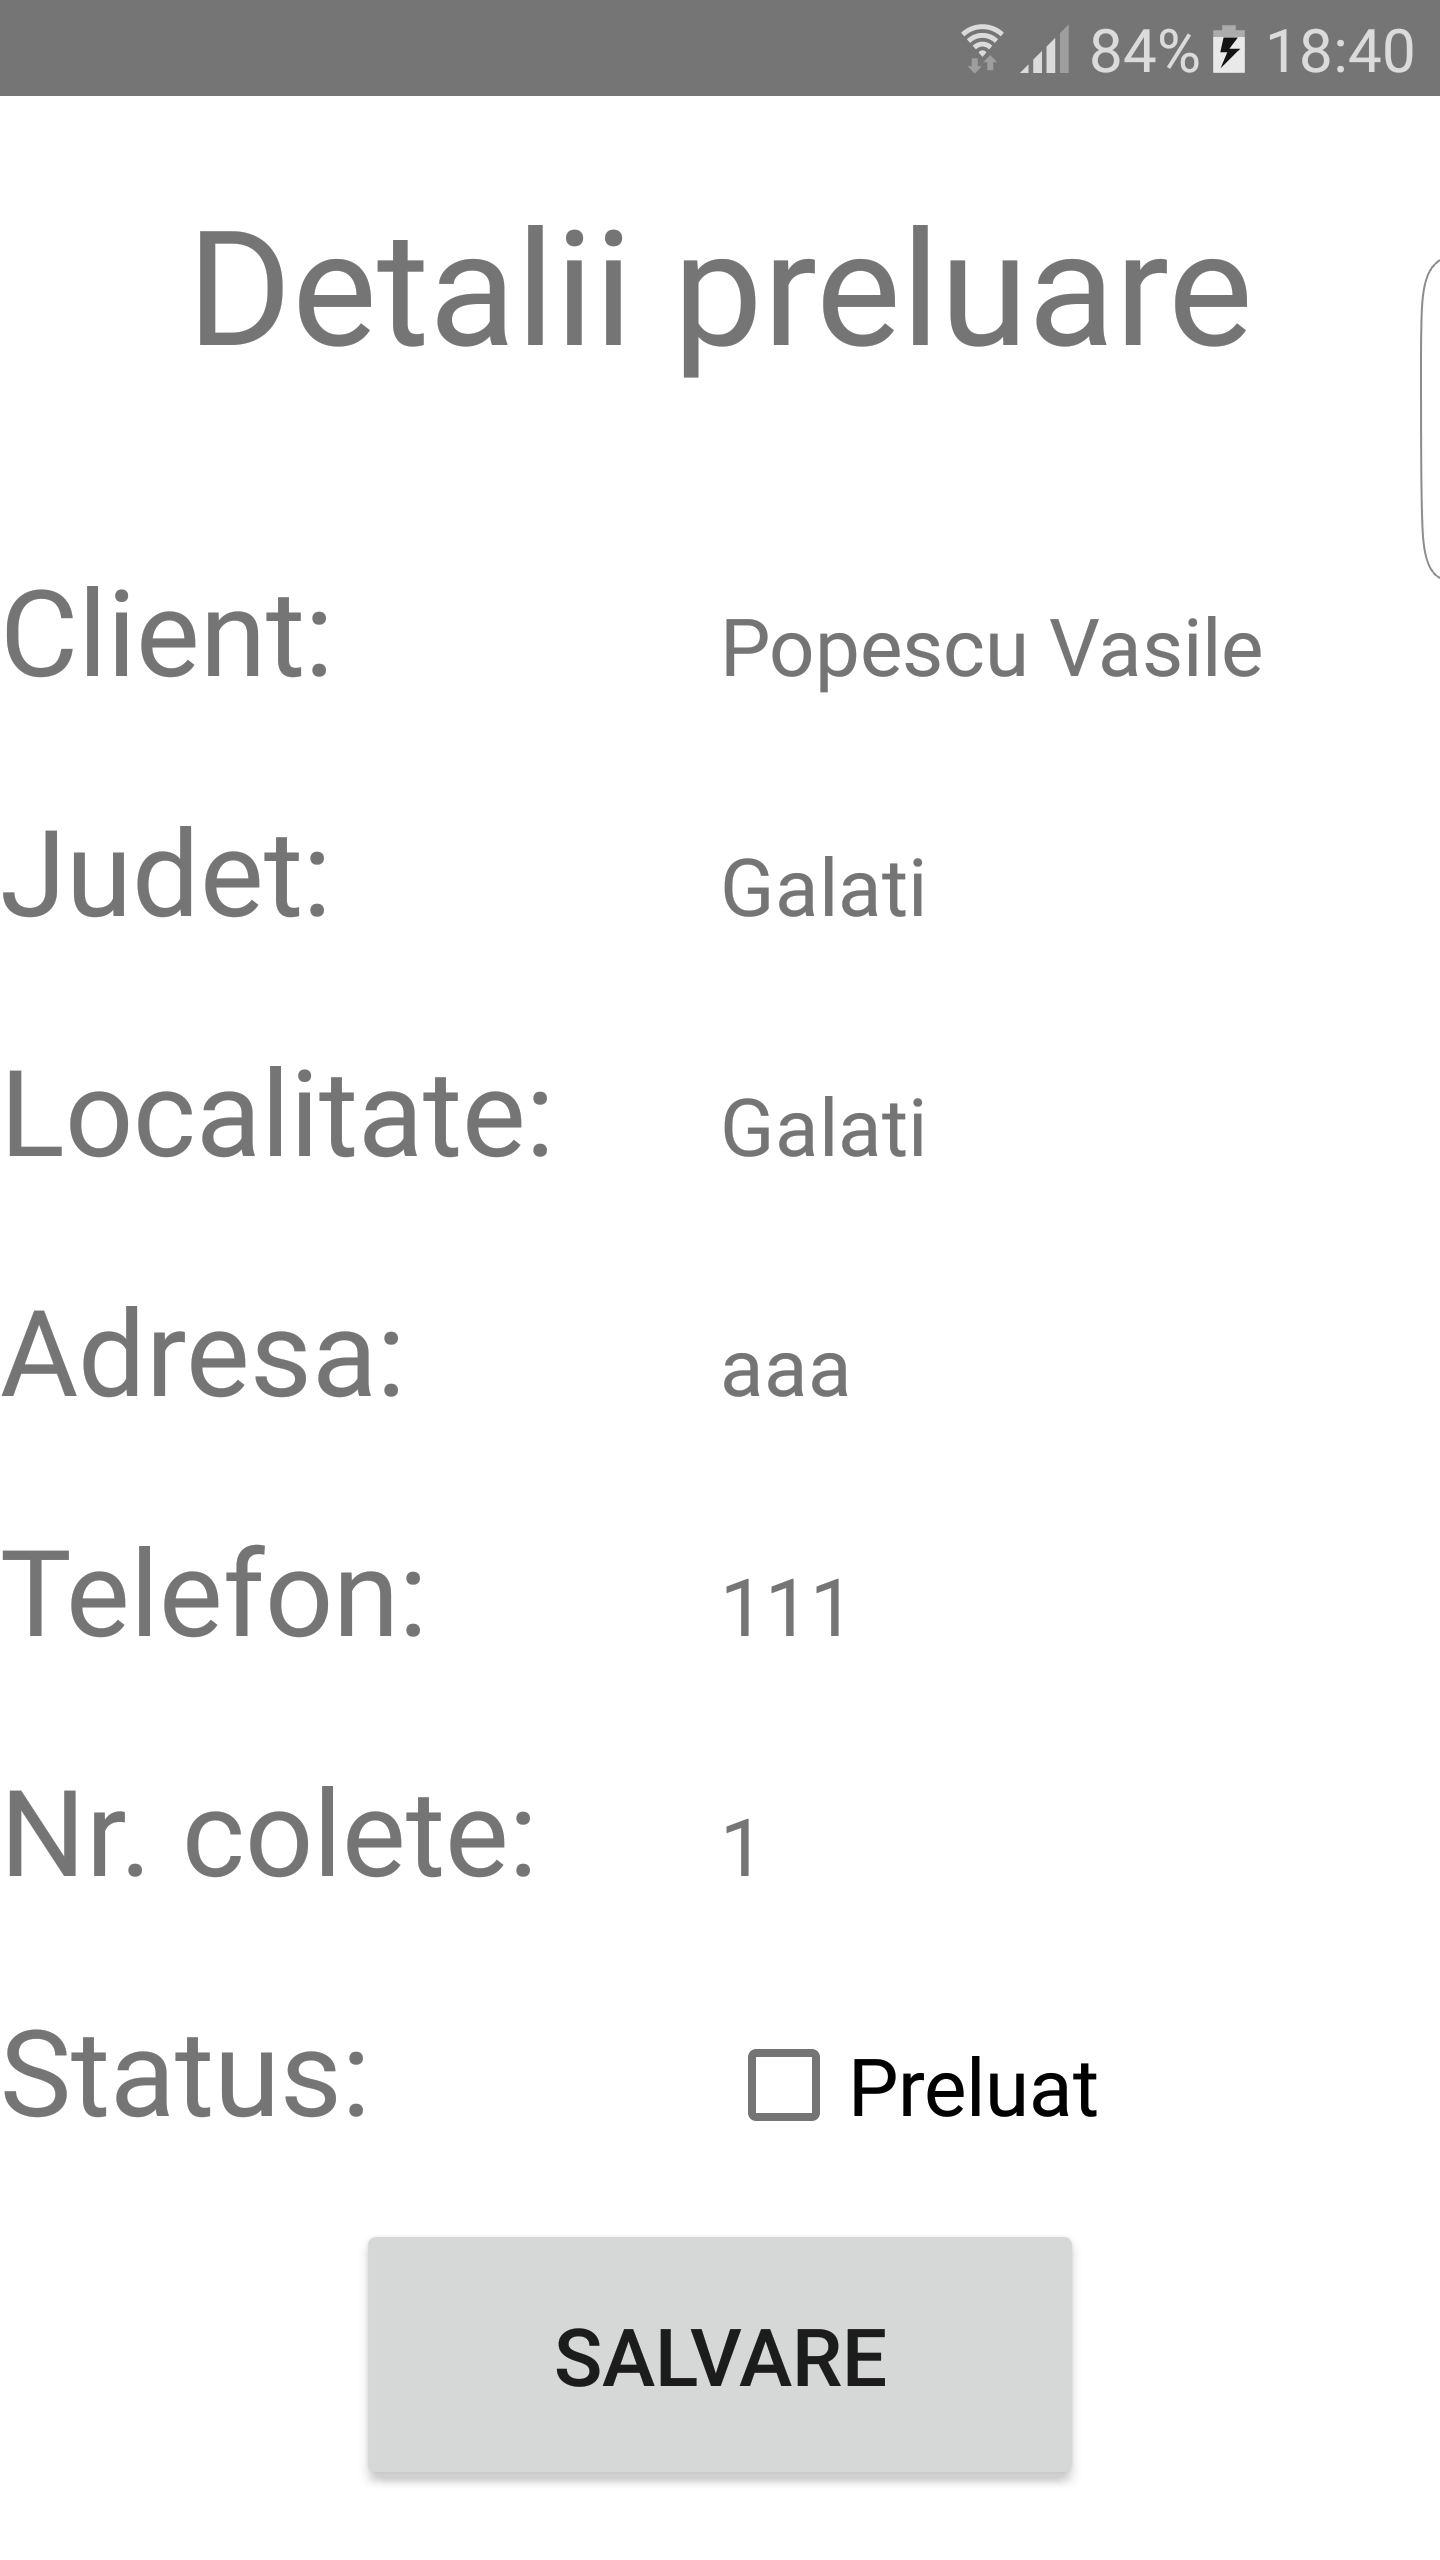 84% 18:40
Detalii preluare
Client: Popescu Vasile
Judet: Galati
Localitate: Galati
Adresa: aaa
Telefon: 111
Nr. colete: 1
Status: Preluat
SALVARE